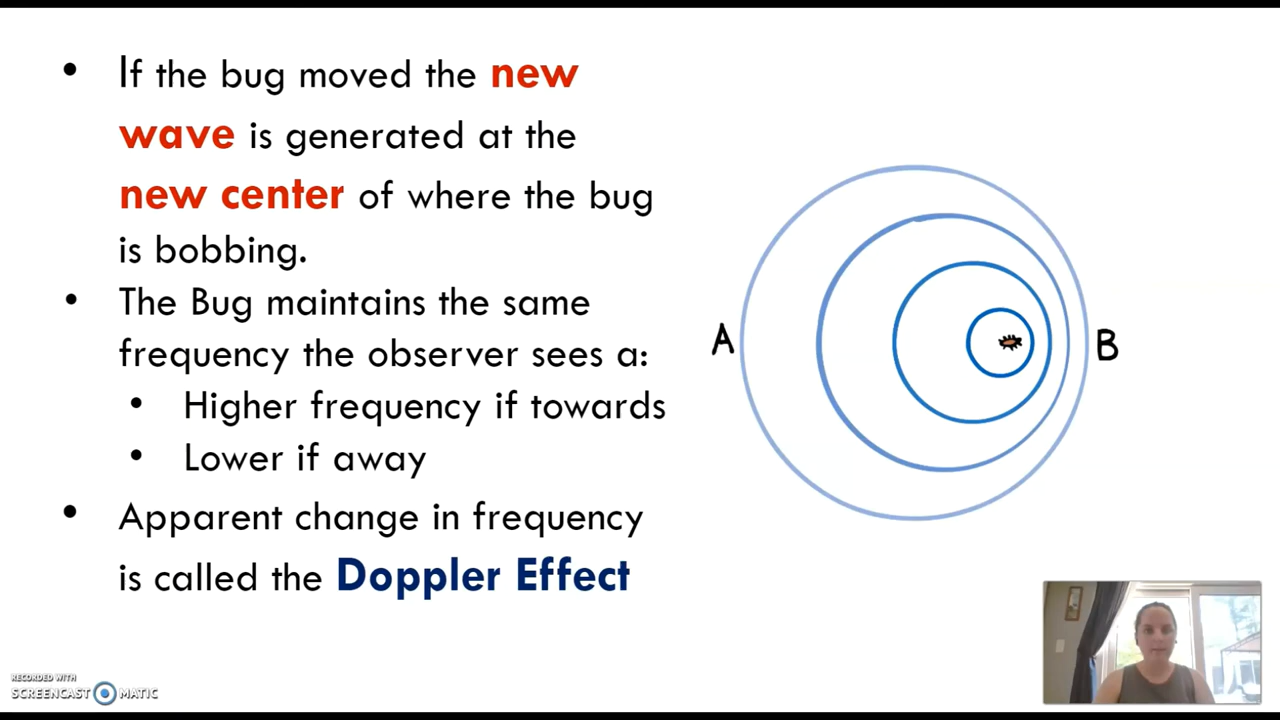 • If the bug moved the new
wave is generated at the
new center of where the bug
is bobbing.
• The Bug maintains the same
frequency the observer sees a:
• Higher frequency if towards
• Lower if away
• Apparent change in frequency
is called the Doppler Effect
A
B
RECORDED WITH
SCREENCAST MATIC